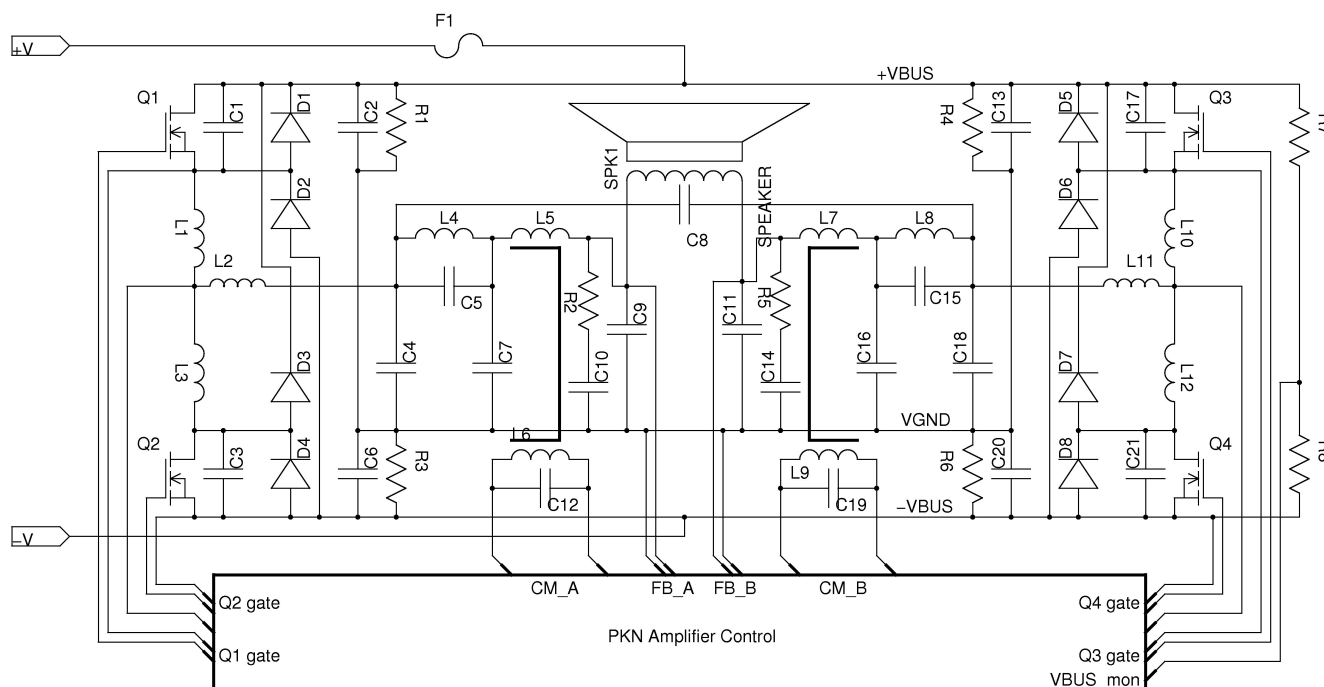 F1
+V
+VBUS
Q1
C1
D1
C2
R1
R4
C13
D5
C17
Q3
SPK1
SPEAKER
D2
D6
L1
L4
L5
C8
L7
L8
L10
L2
L11
C5
R2
C9
C11
R5
C15
L3
C4
C7
C10
C14
C16
C18
L12
D3
D7
VGND
L6
Q2
C3
D4
C6
R3
L9
R6
C20
D8
C21
Q4
C12
C19
−VBUS
−V
CM_A
FB_A
FB_B
CM_B
Q2 gate
Q4 gate
PKN Amplifier Control
Q1 gate
Q3 gate
VBUS mon